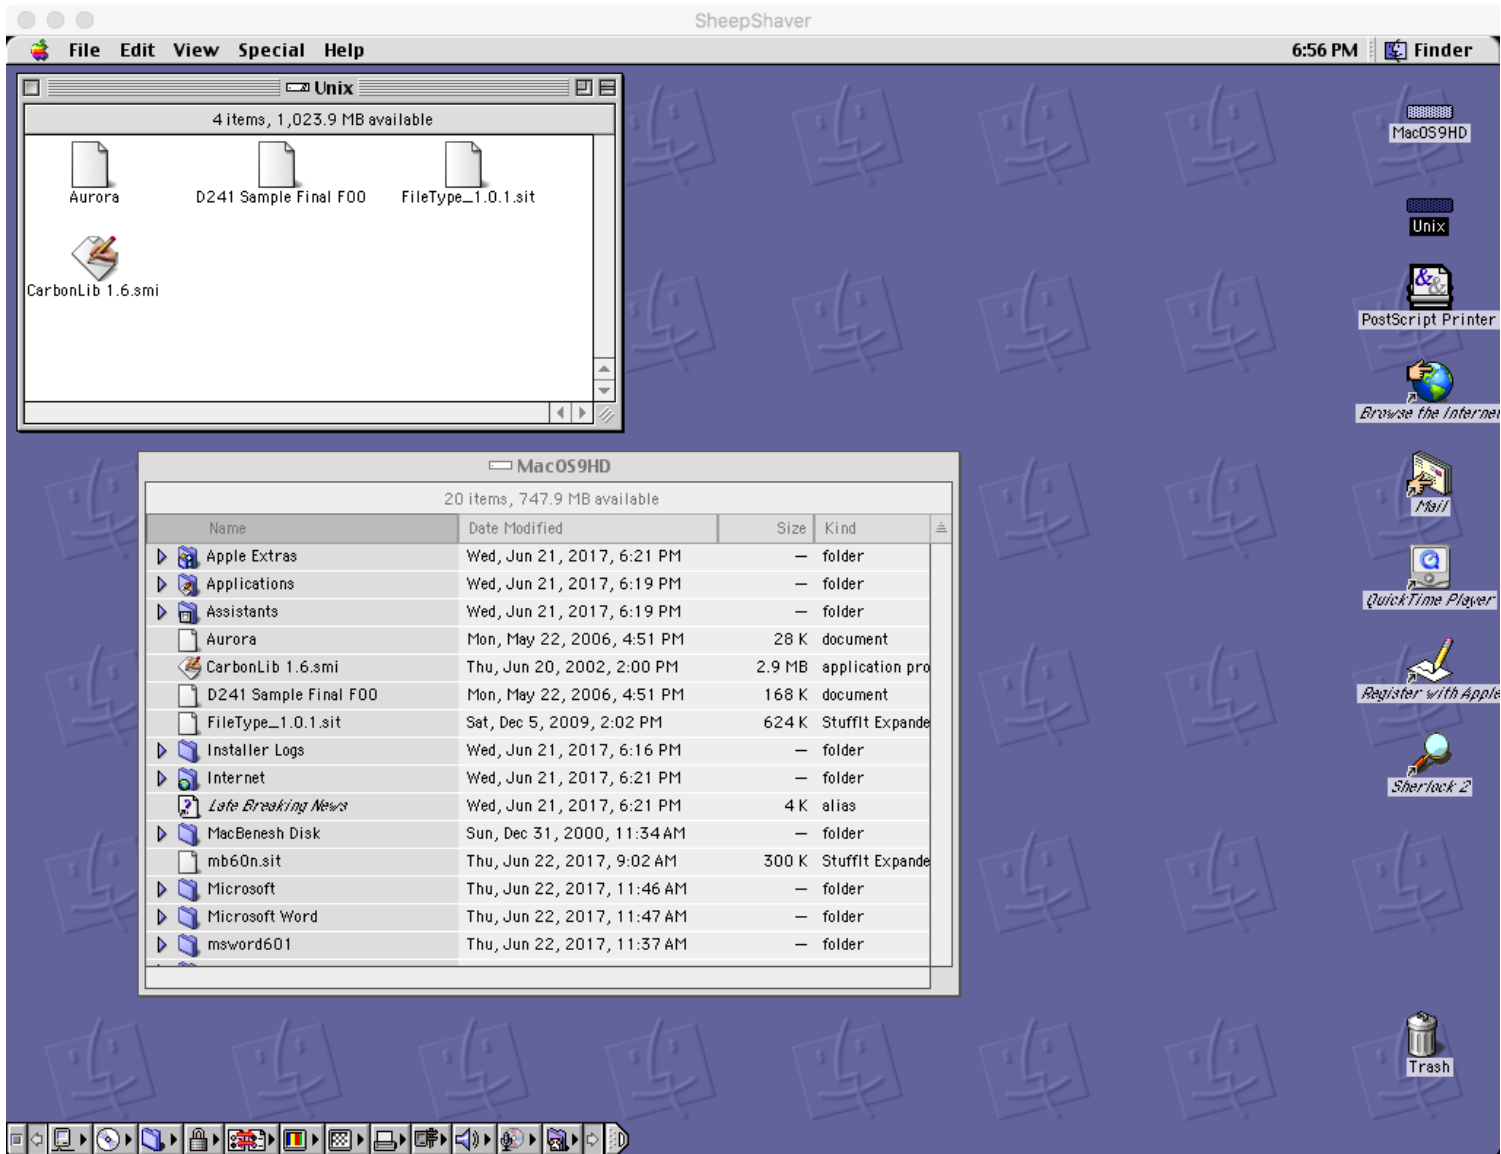 SheepShaver
File Edit View Special Help 6:56 PM Finder
Unix
4 items, 1,023.9 MB available
Aurora D241 Sample Final F00 FileType_1.0.1.sit
CarbonLib 1.6.smi
MacOS9HD
Unix
PostScript Printer
Browse the Internet
Mail
QuickTime Player
Register with Apple
Sherlock 2
Trash
MacOS9HD
20 items, 747.9 MB available
Name Date Modified Size Kind
Apple Extras Wed, Jun 21, 2017, 6:21 PM — folder
Applications Wed, Jun 21, 2017, 6:19 PM — folder
Assistants Wed, Jun 21, 2017, 6:19 PM — folder
Aurora Mon, May 22, 2006, 4:51 PM 28 K document
CarbonLib 1.6.smi Thu, Jun 20, 2002, 2:00 PM 2.9 MB application pro
D241 Sample Final F00 Mon, May 22, 2006, 4:51 PM 168 K document
FileType_1.0.1.sit Sat, Dec 5, 2009, 2:02 PM 624 K StuffIt Expande
Installer Logs Wed, Jun 21, 2017, 6:16 PM — folder
Internet Wed, Jun 21, 2017, 6:21 PM — folder
Late Breaking News Wed, Jun 21, 2017, 6:21 PM 4 K alias
MacBenesh Disk Sun, Dec 31, 2000, 11:34 AM — folder
mb60n.sit Thu, Jun 22, 2017, 9:02 AM 300 K StuffIt Expande
Microsoft Thu, Jun 22, 2017, 11:46 AM — folder
Microsoft Word Thu, Jun 22, 2017, 11:47 AM — folder
msword601 Thu, Jun 22, 2017, 11:37 AM — folder